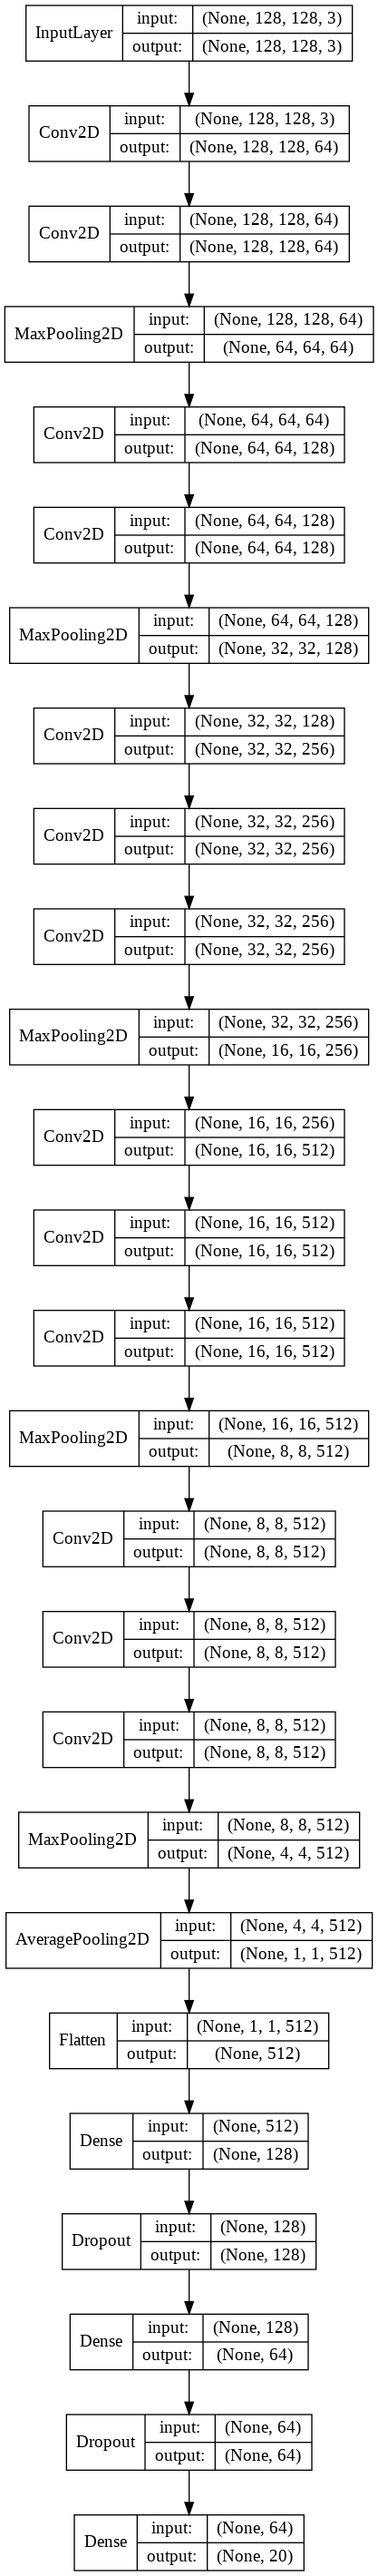 InputLayer input: (None, 128, 128, 3)
output: (None, 128, 128, 3)
Conv2D input: (None, 128, 128, 3)
output: (None, 128, 128, 64)
Conv2D input: (None, 128, 128, 64)
output: (None, 128, 128, 64)
MaxPooling2D input: (None, 128, 128, 64)
output: (None, 64, 64, 64)
Conv2D input: (None, 64, 64, 64)
output: (None, 64, 64, 128)
Conv2D input: (None, 64, 64, 128)
output: (None, 64, 64, 128)
MaxPooling2D input: (None, 64, 64, 128)
output: (None, 32, 32, 128)
Conv2D input: (None, 32, 32, 128)
output: (None, 32, 32, 256)
Conv2D input: (None, 32, 32, 256)
output: (None, 32, 32, 256)
Conv2D input: (None, 32, 32, 256)
output: (None, 32, 32, 256)
MaxPooling2D input: (None, 32, 32, 256)
output: (None, 16, 16, 256)
Conv2D input: (None, 16, 16, 256)
output: (None, 16, 16, 512)
Conv2D input: (None, 16, 16, 512)
output: (None, 16, 16, 512)
Conv2D input: (None, 16, 16, 512)
output: (None, 16, 16, 512)
MaxPooling2D input: (None, 16, 16, 512)
output: (None, 8, 8, 512)
Conv2D input: (None, 8, 8, 512)
output: (None, 8, 8, 512)
Conv2D input: (None, 8, 8, 512)
output: (None, 8, 8, 512)
Conv2D input: (None, 8, 8, 512)
output: (None, 8, 8, 512)
MaxPooling2D input: (None, 8, 8, 512)
output: (None, 4, 4, 512)
AveragePooling2D input: (None, 4, 4, 512)
output: (None, 1, 1, 512)
Flatten input: (None, 1, 1, 512)
output: (None, 512)
Dense input: (None, 512)
output: (None, 128)
Dropout input: (None, 128)
output: (None, 128)
Dense input: (None, 128)
output: (None, 64)
Dropout input: (None, 64)
output: (None, 64)
Dense input: (None, 64)
output: (None, 20)